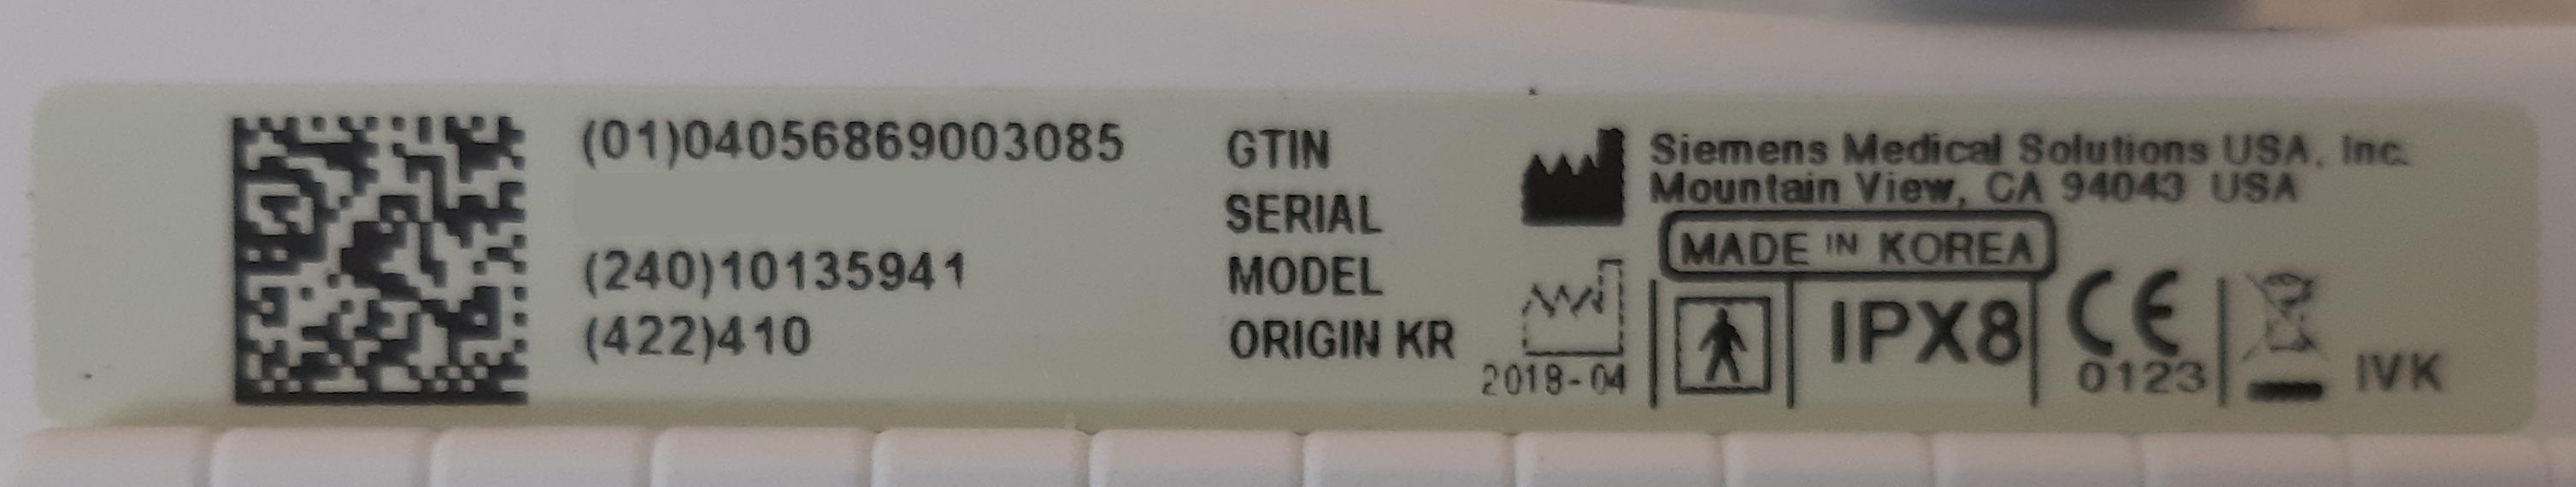 (01)04056869003085 GTIN
SERIAL
(240)10135941 MODEL
(422)410 ORIGIN KR
Siemens Medical Solutions USA, Inc.
Mountain View, CA 94043 USA
MADE IN KOREA
2018-04
IPX8
CE
0123
IVK